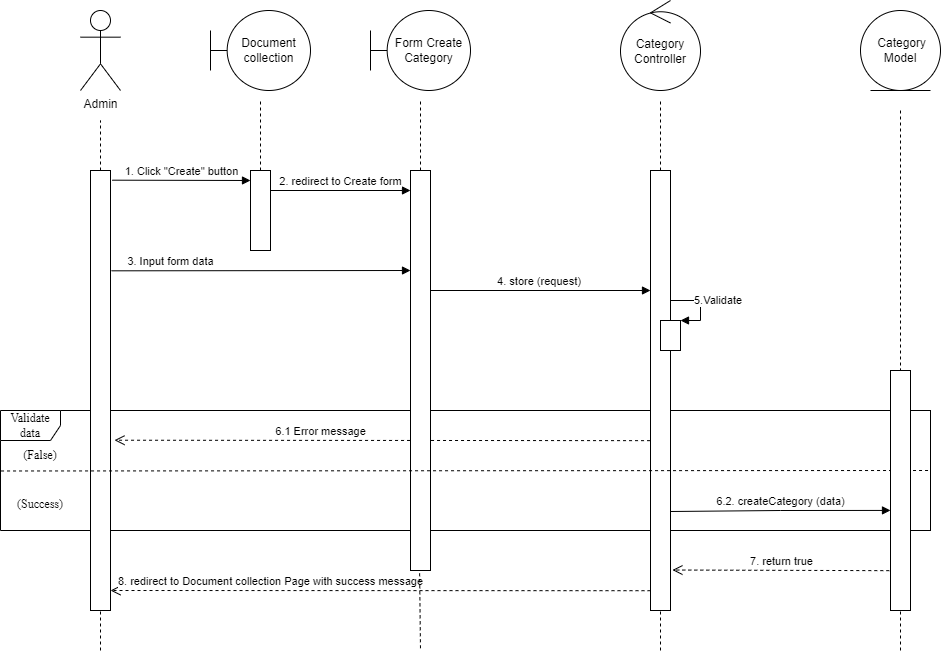 Document
collection
Form Create
Category
Category
Controller
Category
Model
Admin
1. Click "Create" button
2. redirect to Create form
3. Input form data
4. store (request)
5.Validate
Validate
data
6.1 Error message
(False)
(Success)
6.2. createCategory (data)
7. return true
8. redirect to Document collection Page with success message